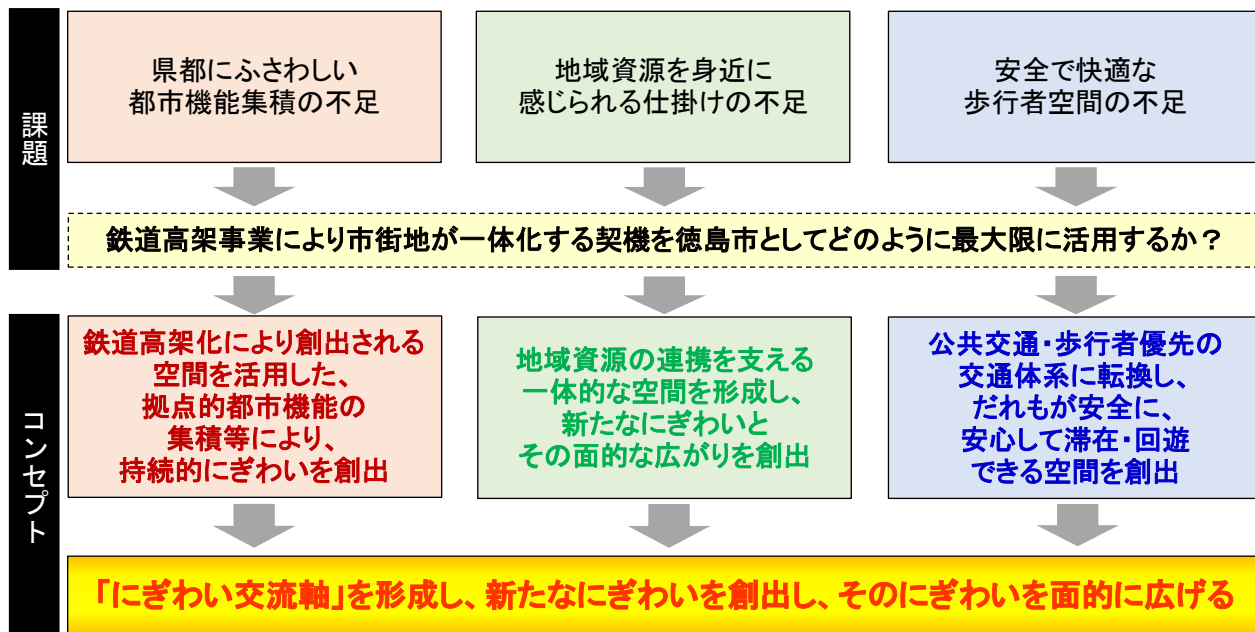 課題
県都にふさわしい
都市機能集積の不足
地域資源を身近に
感じられる仕掛けの不足
安全で快適な
歩行者空間の不足
鉄道高架事業により市街地が一体化する契機を徳島市としてどのように最大限に活用するか？
コンセプト
鉄道高架化により創出される
空間を活用した、
拠点的都市機能の
集積等により、
持続的にぎわいを創出
地域資源の連携を支える
一体的な空間を形成し、
新たなにぎわいと
その面的な広がりを創出
公共交通・歩行者優先の
交通体系に転換し、
だれもが安全に、
安心して滞在・回遊
できる空間を創出
「にぎわい交流軸」を形成し、新たなにぎわいを創出し、そのにぎわいを面的に広げる